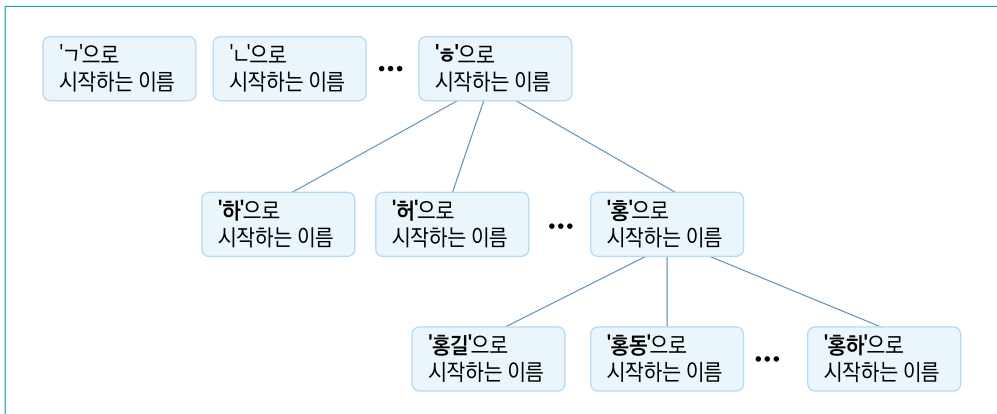 'ㄱ'으로
시작하는 이름
'ㄴ'으로
시작하는 이름
•••
'ㅎ'으로
시작하는 이름
'하'으로
시작하는 이름
'허'으로
시작하는 이름
•••
'홍'으로
시작하는 이름
'홍길'으로
시작하는 이름
'홍동'으로
시작하는 이름
•••
'홍하'으로
시작하는 이름